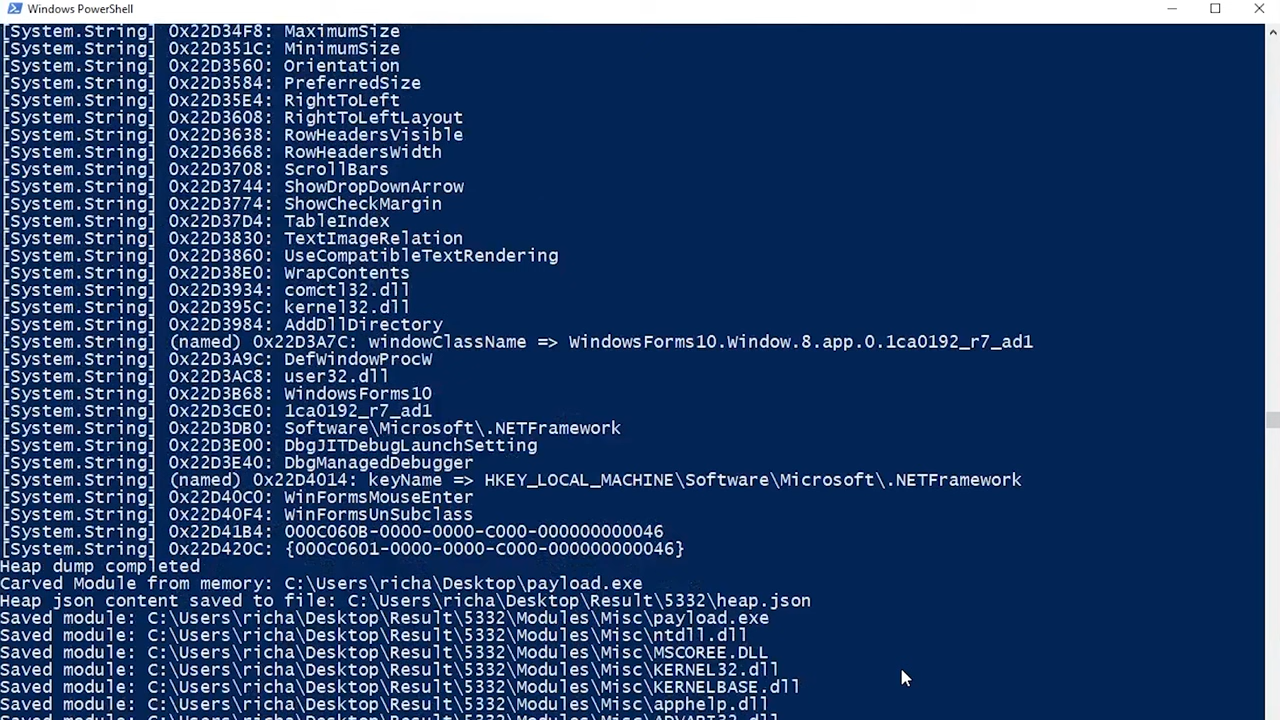 Windows PowerShell
[System.String] 0x22D34F8: MaximumSize
[System.String] 0x22D351C: MinimumSize
[System.String] 0x22D3560: Orientation
[System.String] 0x22D3584: PreferredSize
[System.String] 0x22D35E4: RightToLeft
[System.String] 0x22D3608: RightToLeftLayout
[System.String] 0x22D3638: RowHeadersVisible
[System.String] 0x22D3668: RowHeadersWidth
[System.String] 0x22D3708: ScrollBars
[System.String] 0x22D3744: ShowDropDownArrow
[System.String] 0x22D3774: ShowCheckMargin
[System.String] 0x22D37D4: TableIndex
[System.String] 0x22D3830: TextImageRelation
[System.String] 0x22D3860: UseCompatibleTextRendering
[System.String] 0x22D38E0: WrapContents
[System.String] 0x22D3934: comctl32.dll
[System.String] 0x22D395C: kernel32.dll
[System.String] 0x22D3984: AddDllDirectory
[System.String] (named) 0x22D3A7C: windowClassName => WindowsForms10.Window.8.app.0.1ca0192_r7_ad1
[System.String] 0x22D3A9C: DefWindowProcW
[System.String] 0x22D3AC8: user32.dll
[System.String] 0x22D3B68: WindowsForms10
[System.String] 0x22D3CE0: 1ca0192_r7_ad1
[System.String] 0x22D3DB0: Software\Microsoft\.NETFramework
[System.String] 0x22D3E00: DbgJITDebugLaunchSetting
[System.String] 0x22D3E40: DbgManagedDebugger
[System.String] (named) 0x22D4014: keyName => HKEY_LOCAL_MACHINE\Software\Microsoft\.NETFramework
[System.String] 0x22D40C0: WinFormsMouseEnter
[System.String] 0x22D40F4: WinFormsUnSubclass
[System.String] 0x22D41B4: 000C060B-0000-0000-C000-000000000046
[System.String] 0x22D420C: {000C0601-0000-0000-C000-000000000046}
Heap dump completed
Carved Module from memory: C:\Users\richa\Desktop\payload.exe
Heap json content saved to file: C:\Users\richa\Desktop\Result\5332\heap.json
Saved module: C:\Users\richa\Desktop\Result\5332\Modules\Misc\payload.exe
Saved module: C:\Users\richa\Desktop\Result\5332\Modules\Misc\ntdll.dll
Saved module: C:\Users\richa\Desktop\Result\5332\Modules\Misc\MSCOREE.DLL
Saved module: C:\Users\richa\Desktop\Result\5332\Modules\Misc\KERNEL32.dll
Saved module: C:\Users\richa\Desktop\Result\5332\Modules\Misc\KERNELBASE.dll
Saved module: C:\Users\richa\Desktop\Result\5332\Modules\Misc\apphelp.dll
Saved module: C:\Users\richa\Desktop\Result\5332\Modules\Misc\ADVAPI32.dll